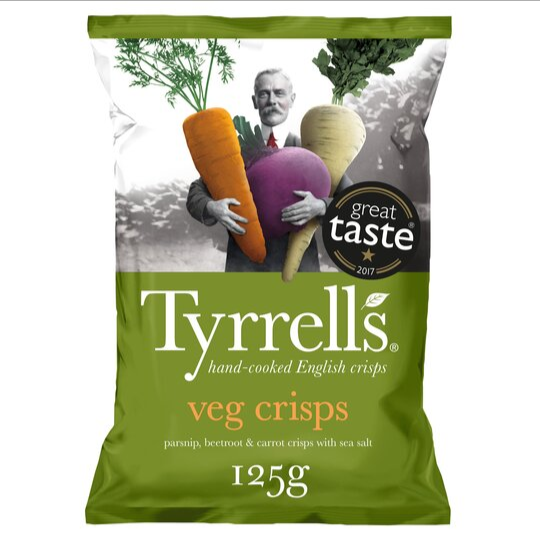 great
taste®
2017
Tyrrells®
hand-cooked English crisps
veg crisps
parsnip, beetroot & carrot crisps with sea salt
125g